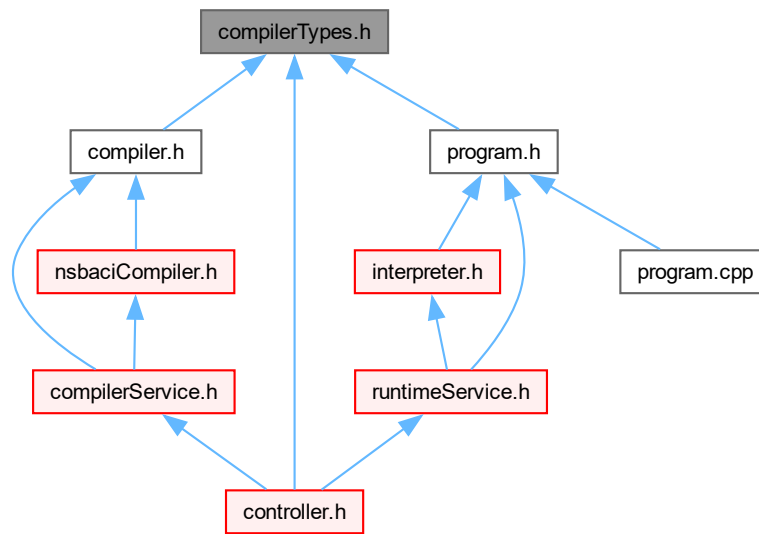 compilerTypes.h
compiler.h
program.h
nsbaciCompiler.h
interpreter.h
program.cpp
compilerService.h
runtimeService.h
controller.h